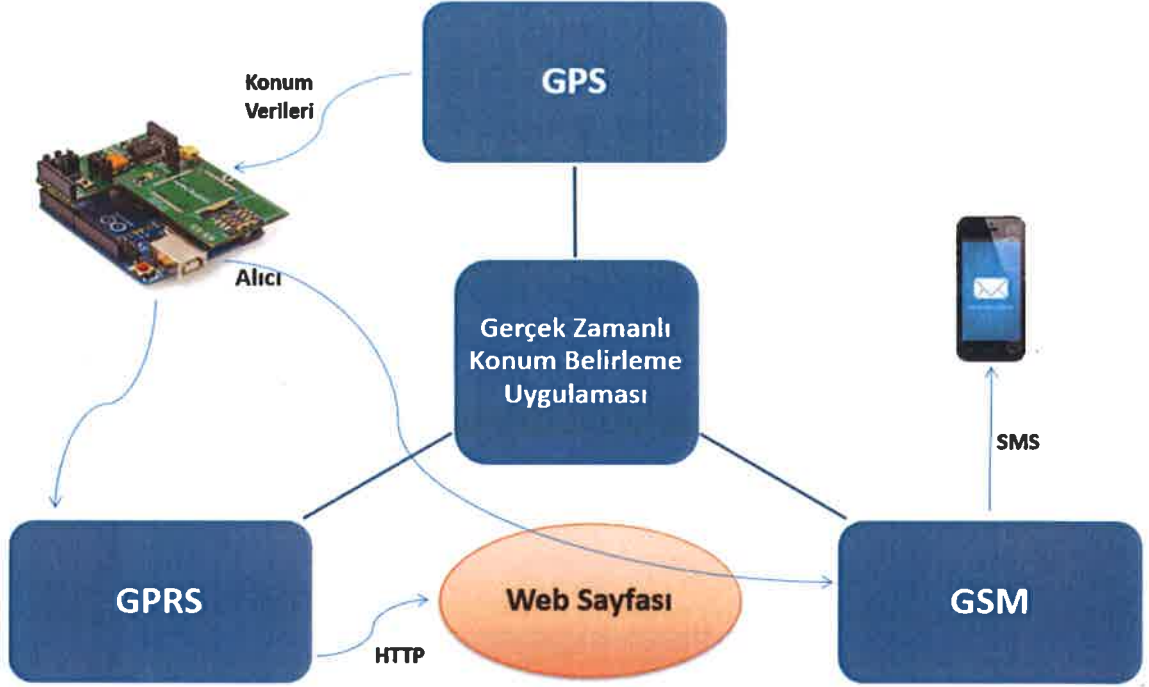 GPS
Konum
Verileri
Alıcı
Gerçek Zamanlı
Konum Belirleme
Uygulaması
SMS
GPRS
HTTP
Web Sayfası
GSM